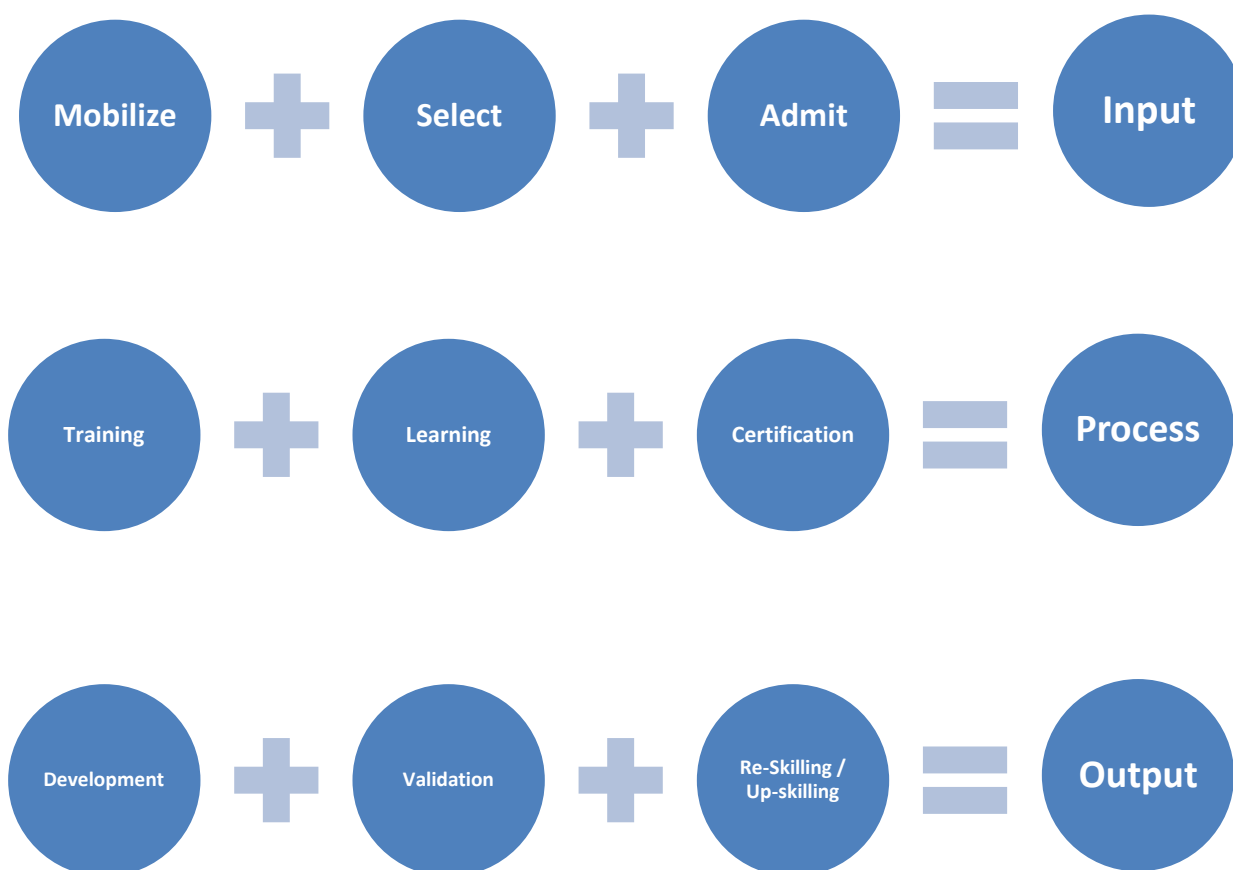 Mobilize
Select
Admit
Input
Training
Learning
Certification
Process
Development
Validation
Re-Skilling /
Up-skilling
Output